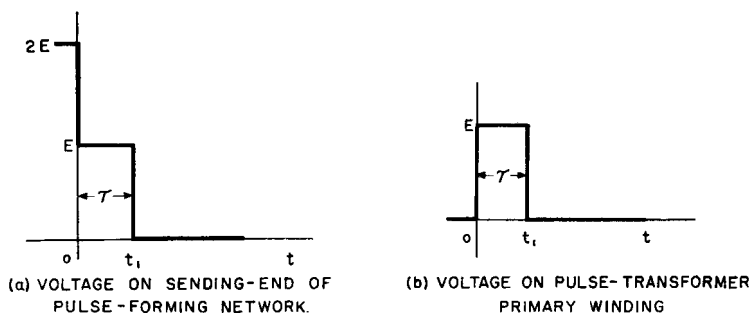 2E
E
τ
0 t₁ t
(a) VOLTAGE ON SENDING-END OF
PULSE-FORMING NETWORK.
E
τ
0 t₁ t
(b) VOLTAGE ON PULSE-TRANSFORMER
PRIMARY WINDING